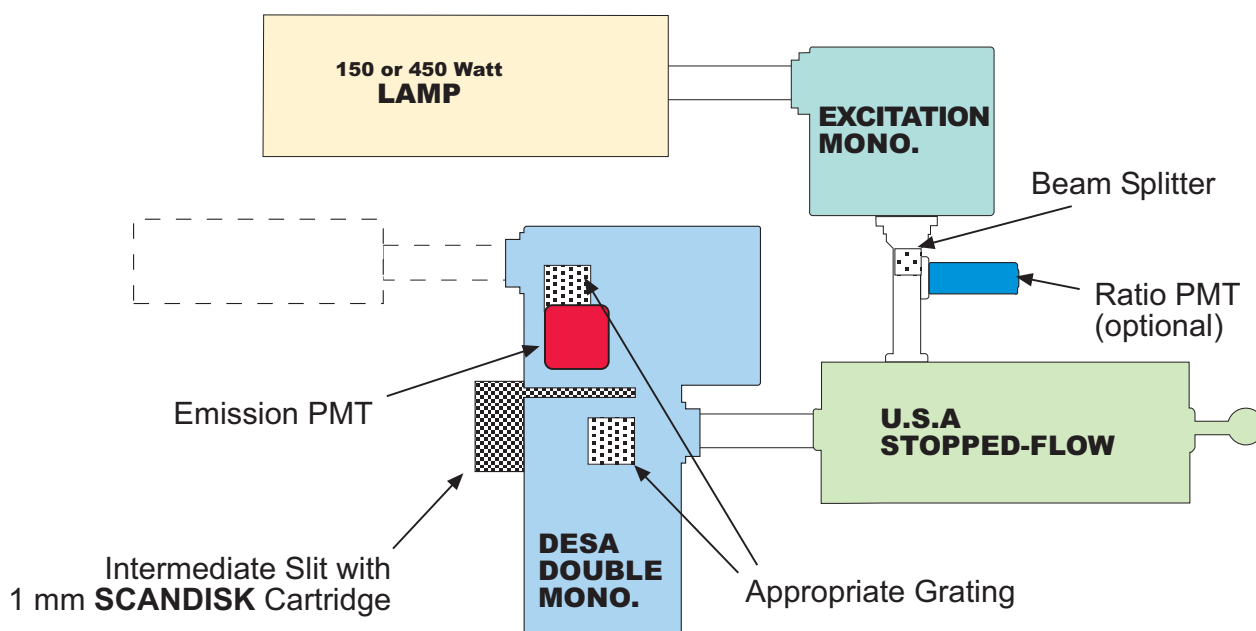 150 or 450 Watt
LAMP
EXCITATION
MONO.
Beam Splitter
Ratio PMT
(optional)
Emission PMT
U.S.A
STOPPED-FLOW
DESA
DOUBLE
MONO.
Intermediate Slit with
1 mm SCANDISK Cartridge
Appropriate Grating